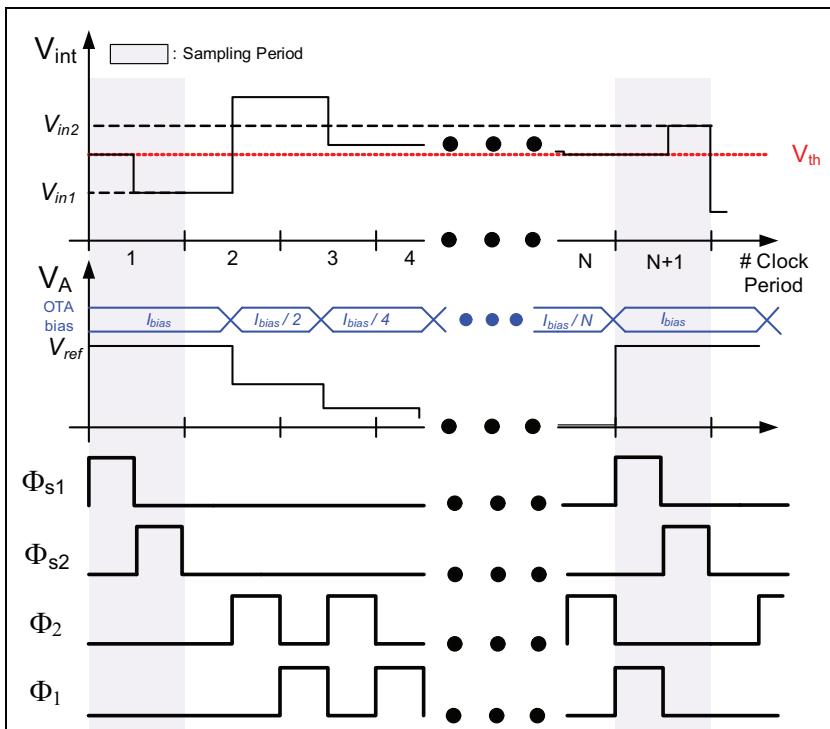 V_int
: Sampling Period
V_in2
V_th
V_in1
1 2 3 4 N N+1 # Clock Period
V_A
OTA bias
I_bias I_bias / 2 I_bias / 4 I_bias / N I_bias
V_ref
Φ_s1
Φ_s2
Φ_2
Φ_1